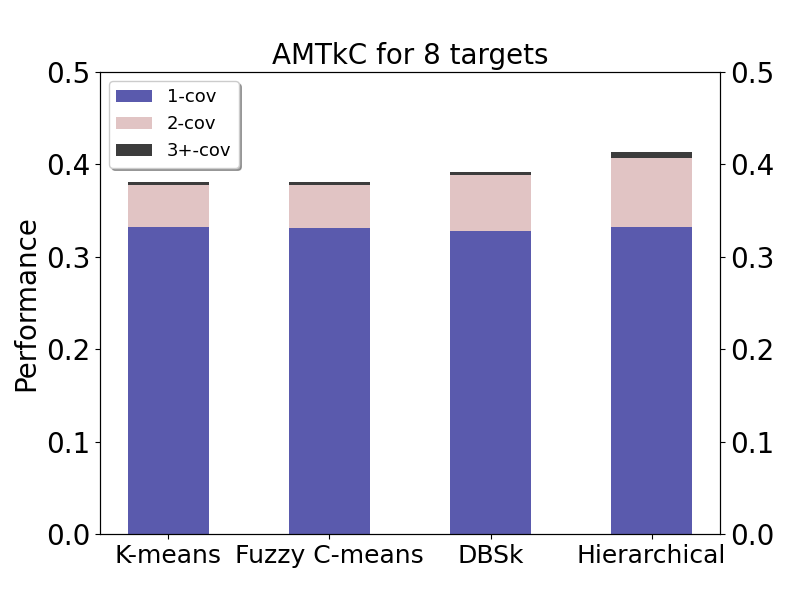 AMTkC for 8 targets
1-cov
2-cov
3+-cov
Performance
0.5
0.4
0.3
0.2
0.1
0.0
0.5
0.4
0.3
0.2
0.1
0.0
K-means Fuzzy C-means DBSk Hierarchical